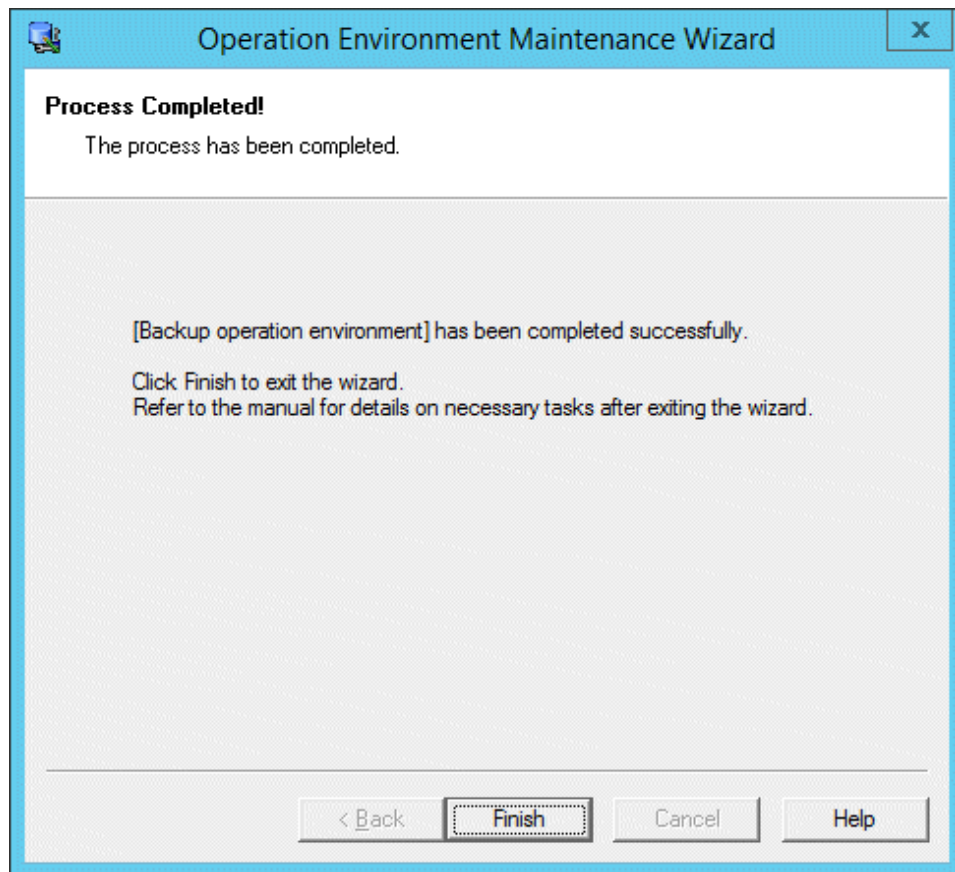 Operation Environment Maintenance Wizard
x
Process Completed!
The process has been completed.
[Backup operation environment] has been completed successfully.
Click Finish to exit the wizard.
Refer to the manual for details on necessary tasks after exiting the wizard.
< Back
Finish
Cancel
Help